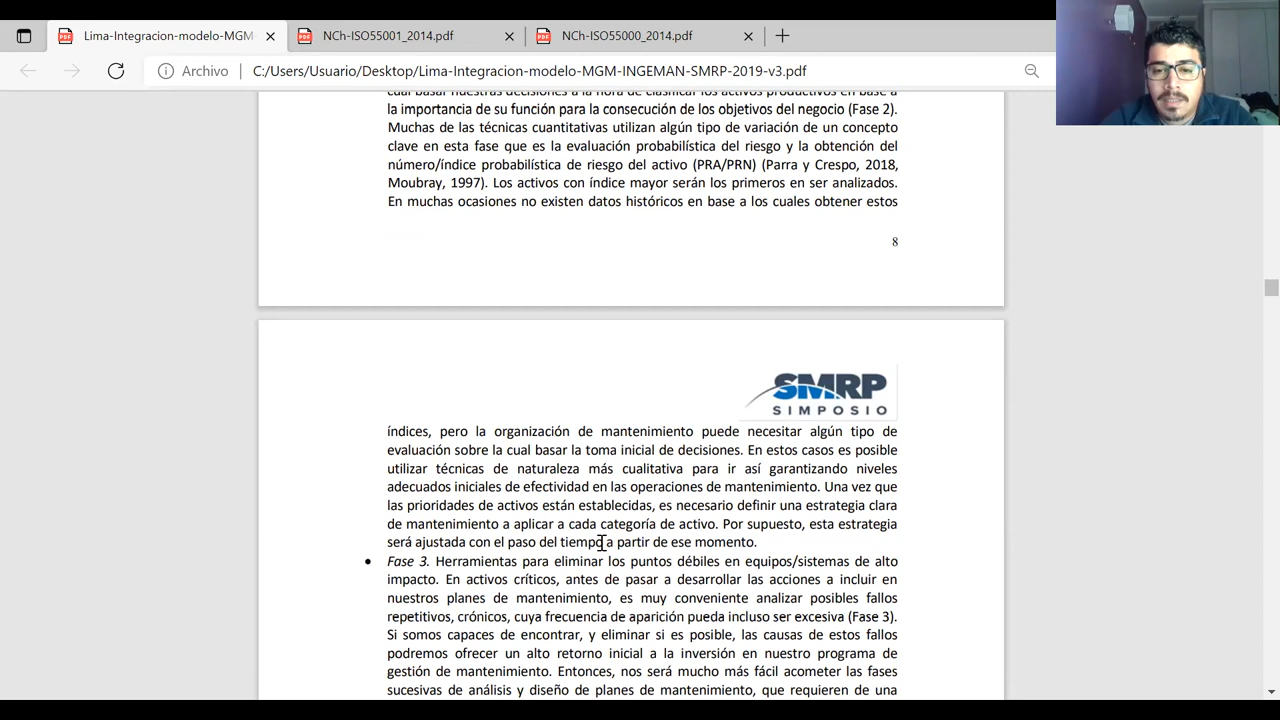 Lima-Integracion-modelo-MGM-
NCh-ISO55001_2014.pdf
NCh-ISO55000_2014.pdf
Archivo
C:/Users/Usuario/Desktop/Lima-Integracion-modelo-MGM-INGEMAN-SMRP-2019-v3.pdf
cual basar nuestras decisiones a la hora de clasificar los activos productivos en base a
la importancia de su función para la consecución de los objetivos del negocio (Fase 2).
Muchas de las técnicas cuantitativas utilizan algún tipo de variación de un concepto
clave en esta fase que es la evaluación probabilística del riesgo y la obtención del
número/índice probabilística de riesgo del activo (PRA/PRN) (Parra y Crespo, 2018,
Moubray, 1997). Los activos con índice mayor serán los primeros en ser analizados.
En muchas ocasiones no existen datos históricos en base a los cuales obtener estos
8
SMRP
SIMPOSIO
índices, pero la organización de mantenimiento puede necesitar algún tipo de
evaluación sobre la cual basar la toma inicial de decisiones. En estos casos es posible
utilizar técnicas de naturaleza más cualitativa para ir así garantizando niveles
adecuados iniciales de efectividad en las operaciones de mantenimiento. Una vez que
las prioridades de activos están establecidas, es necesario definir una estrategia clara
de mantenimiento a aplicar a cada categoría de activo. Por supuesto, esta estrategia
será ajustada con el paso del tiempo a partir de ese momento.
• Fase 3. Herramientas para eliminar los puntos débiles en equipos/sistemas de alto
impacto. En activos críticos, antes de pasar a desarrollar las acciones a incluir en
nuestros planes de mantenimiento, es muy conveniente analizar posibles fallos
repetitivos, crónicos, cuya frecuencia de aparición pueda incluso ser excesiva (Fase 3).
Si somos capaces de encontrar, y eliminar si es posible, las causas de estos fallos
podremos ofrecer un alto retorno inicial a la inversión en nuestro programa de
gestión de mantenimiento. Entonces, nos será mucho más fácil acometer las fases
sucesivas de análisis y diseño de planes de mantenimiento, que requieren de una